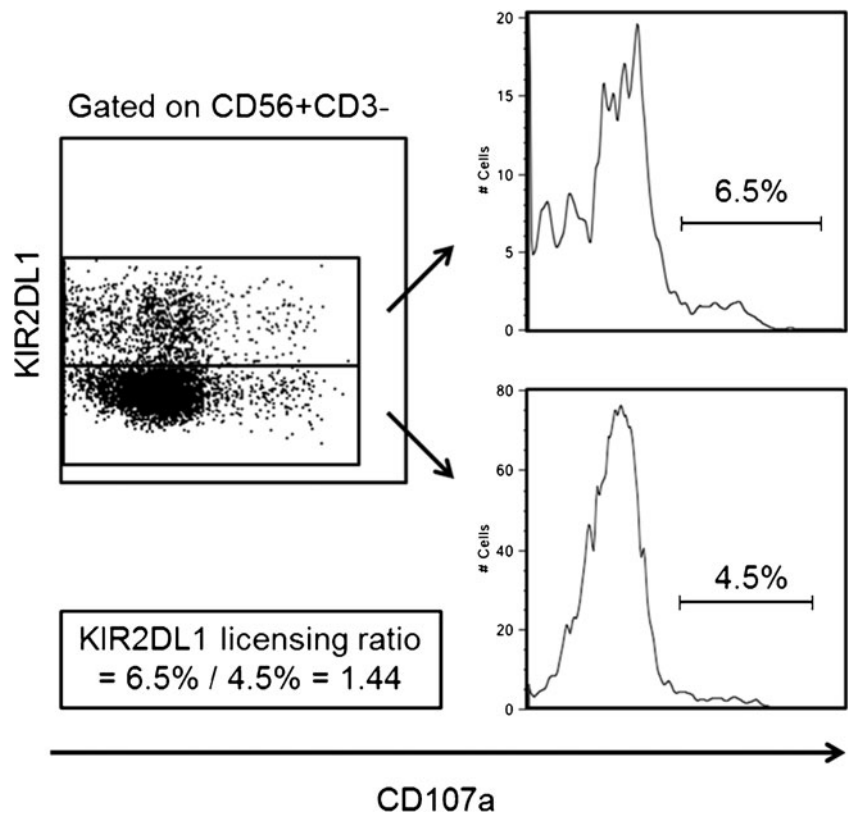 Gated on CD56+CD3-
KIR2DL1
20
15
10
5
0
# Cells
6.5%
80
60
40
20
0
# Cells
4.5%
KIR2DL1 licensing ratio
= 6.5% / 4.5% = 1.44
CD107a